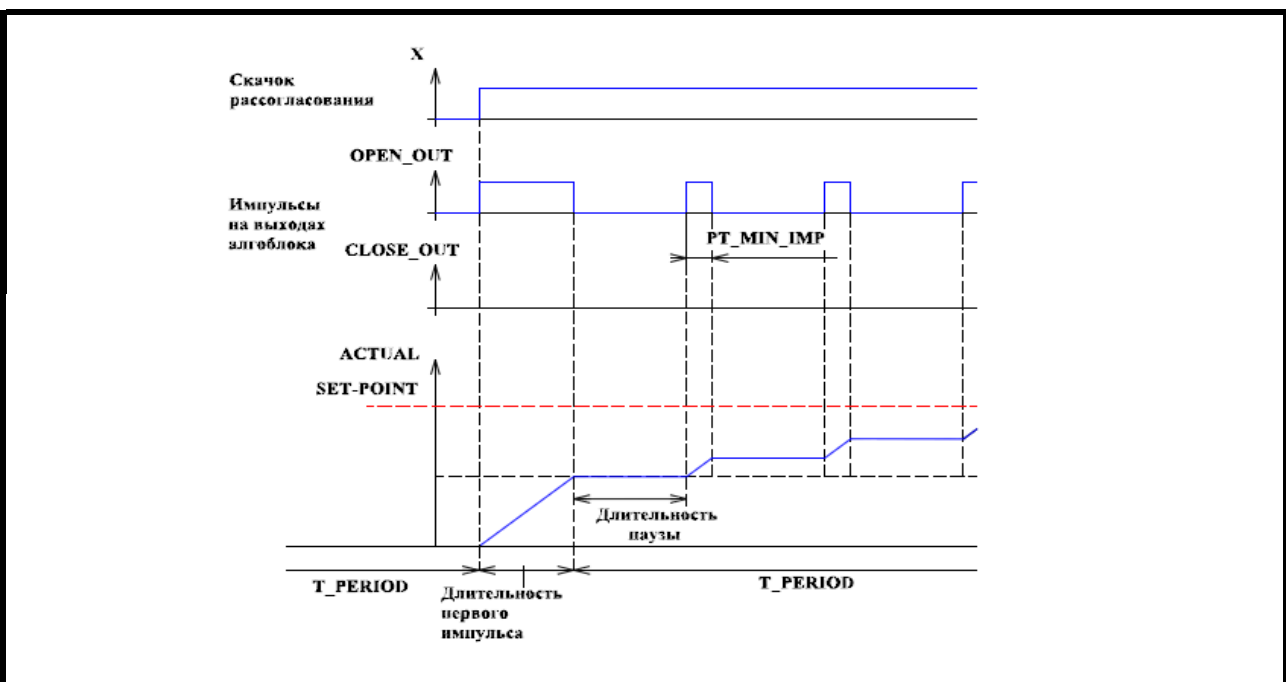 X
Скачок
рассогласования
OPEN_OUT
Импульсы
на выходах
алгоблока
CLOSE_OUT
PT_MIN_IMP
ACTUAL
SET-POINT
Длительность
паузы
T_PERIOD
T_PERIOD
Длительность
первого
импульса